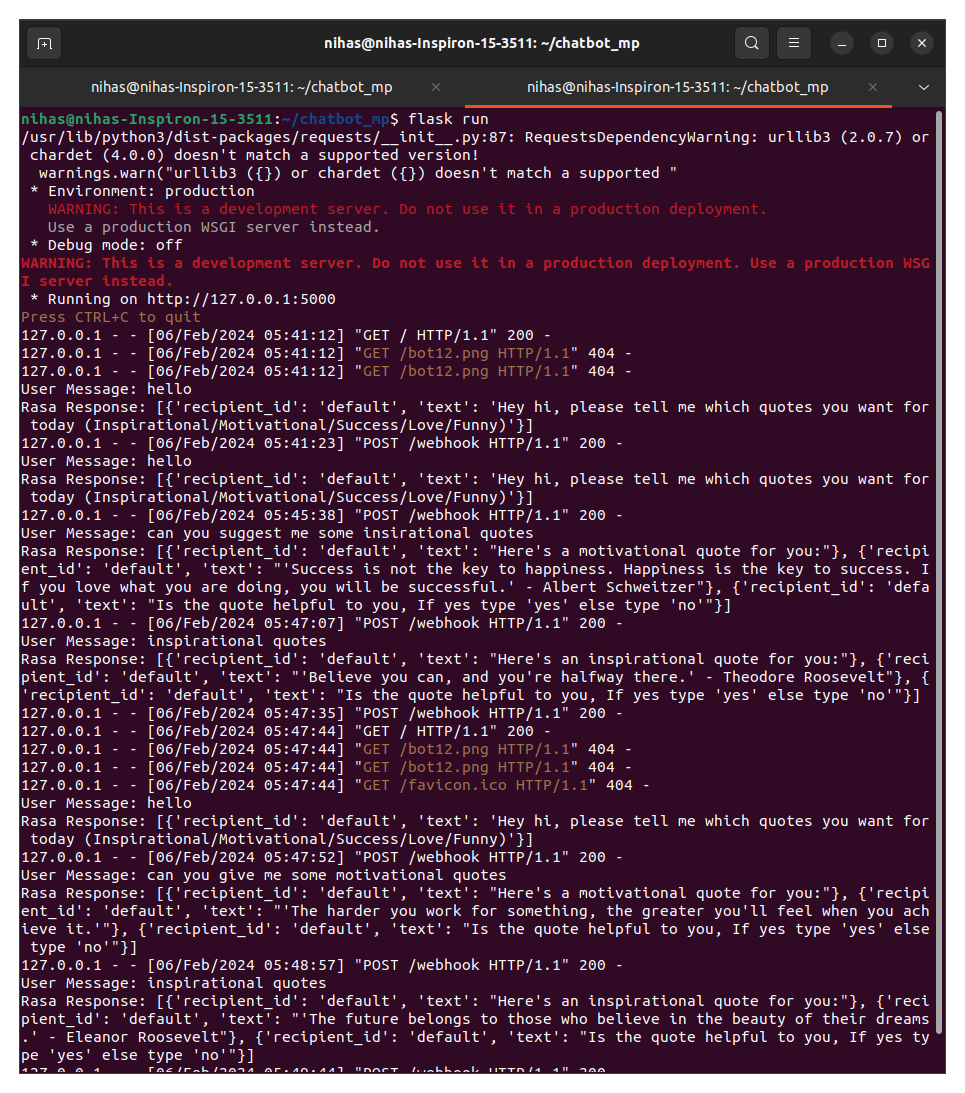 nihas@nihas-Inspiron-15-3511: ~/chatbot_mp
nihas@nihas-Inspiron-15-3511: ~/chatbot_mp
nihas@nihas-Inspiron-15-3511: ~/chatbot_mp
nihas@nihas-Inspiron-15-3511:~/chatbot_mp$ flask run
/usr/lib/python3/dist-packages/requests/__init__.py:87: RequestsDependencyWarning: urllib3 (2.0.7) or
chardet (4.0.0) doesn't match a supported version!
warnings.warn("urllib3 ({}) or chardet ({}) doesn't match a supported "
* Environment: production
WARNING: This is a development server. Do not use it in a production deployment.
Use a production WSGI server instead.
* Debug mode: off
WARNING: This is a development server. Do not use it in a production deployment. Use a production WSG
I server instead.
* Running on http://127.0.0.1:5000
Press CTRL+C to quit
127.0.0.1 - - [06/Feb/2024 05:41:12] "GET / HTTP/1.1" 200 -
127.0.0.1 - - [06/Feb/2024 05:41:12] "GET /bot12.png HTTP/1.1" 404 -
127.0.0.1 - - [06/Feb/2024 05:41:12] "GET /bot12.png HTTP/1.1" 404 -
User Message: hello
Rasa Response: [{'recipient_id': 'default', 'text': 'Hey hi, please tell me which quotes you want for
today (Inspirational/Motivational/Success/Love/Funny)'}]
127.0.0.1 - - [06/Feb/2024 05:41:23] "POST /webhook HTTP/1.1" 200 -
User Message: hello
Rasa Response: [{'recipient_id': 'default', 'text': 'Hey hi, please tell me which quotes you want for
today (Inspirational/Motivational/Success/Love/Funny)'}]
127.0.0.1 - - [06/Feb/2024 05:45:38] "POST /webhook HTTP/1.1" 200 -
User Message: can you suggest me some insirational quotes
Rasa Response: [{'recipient_id': 'default', 'text': "Here's a motivational quote for you:"}, {'recipi
ent_id': 'default', 'text': "'Success is not the key to happiness. Happiness is the key to success. I
f you love what you are doing, you will be successful.' - Albert Schweitzer"}, {'recipient_id': 'defa
ult', 'text': "Is the quote helpful to you, If yes type 'yes' else type 'no'"}]
127.0.0.1 - - [06/Feb/2024 05:47:07] "POST /webhook HTTP/1.1" 200 -
User Message: inspirational quotes
Rasa Response: [{'recipient_id': 'default', 'text': "Here's an inspirational quote for you:"}, {'reci
pient_id': 'default', 'text': "'Believe you can, and you're halfway there.' - Theodore Roosevelt"}, {
'recipient_id': 'default', 'text': "Is the quote helpful to you, If yes type 'yes' else type 'no'"}]
127.0.0.1 - - [06/Feb/2024 05:47:35] "POST /webhook HTTP/1.1" 200 -
127.0.0.1 - - [06/Feb/2024 05:47:44] "GET / HTTP/1.1" 200 -
127.0.0.1 - - [06/Feb/2024 05:47:44] "GET /bot12.png HTTP/1.1" 404 -
127.0.0.1 - - [06/Feb/2024 05:47:44] "GET /bot12.png HTTP/1.1" 404 -
127.0.0.1 - - [06/Feb/2024 05:47:44] "GET /favicon.ico HTTP/1.1" 404 -
User Message: hello
Rasa Response: [{'recipient_id': 'default', 'text': 'Hey hi, please tell me which quotes you want for
today (Inspirational/Motivational/Success/Love/Funny)'}]
127.0.0.1 - - [06/Feb/2024 05:47:52] "POST /webhook HTTP/1.1" 200 -
User Message: can you give me some motivational quotes
Rasa Response: [{'recipient_id': 'default', 'text': "Here's a motivational quote for you:"}, {'recipi
ent_id': 'default', 'text': "'The harder you work for something, the greater you'll feel when you ach
ieve it.'"}, {'recipient_id': 'default', 'text': "Is the quote helpful to you, If yes type 'yes' else
type 'no'"}]
127.0.0.1 - - [06/Feb/2024 05:48:57] "POST /webhook HTTP/1.1" 200 -
User Message: inspirational quotes
Rasa Response: [{'recipient_id': 'default', 'text': "Here's an inspirational quote for you:"}, {'reci
pient_id': 'default', 'text': "'The future belongs to those who believe in the beauty of their dreams
.' - Eleanor Roosevelt"}, {'recipient_id': 'default', 'text': "Is the quote helpful to you, If yes ty
pe 'yes' else type 'no'"}]